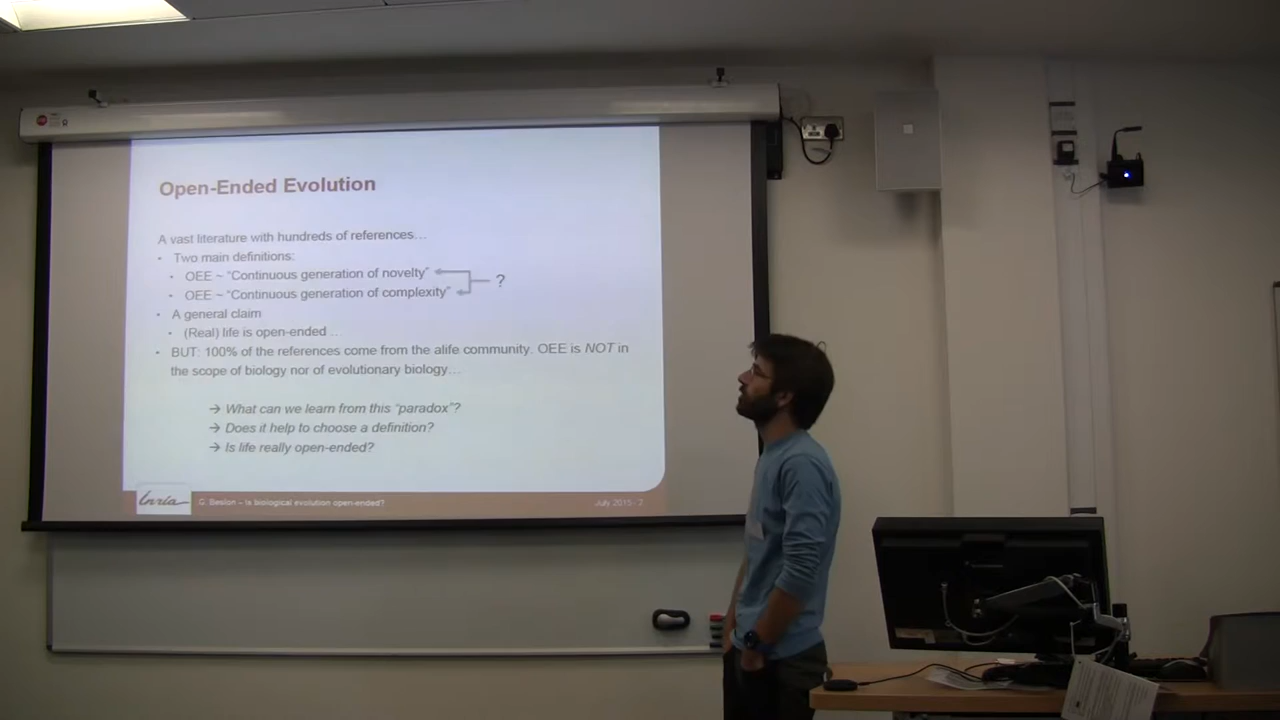 Open-Ended Evolution
A vast literature with hundreds of references…
• Two main definitions:
• OEE ~ “Continuous generation of novelty”
• OEE ~ “Continuous generation of complexity”
?
• A general claim
• (Real) life is open-ended …
• BUT: 100% of the references come from the alife community. OEE is NOT in
the scope of biology nor of evolutionary biology…
→ What can we learn from this “paradox”?
→ Does it help to choose a definition?
→ Is life really open-ended?
Inria
G. Beslon – Is biological evolution open-ended?
July 2015 - 2